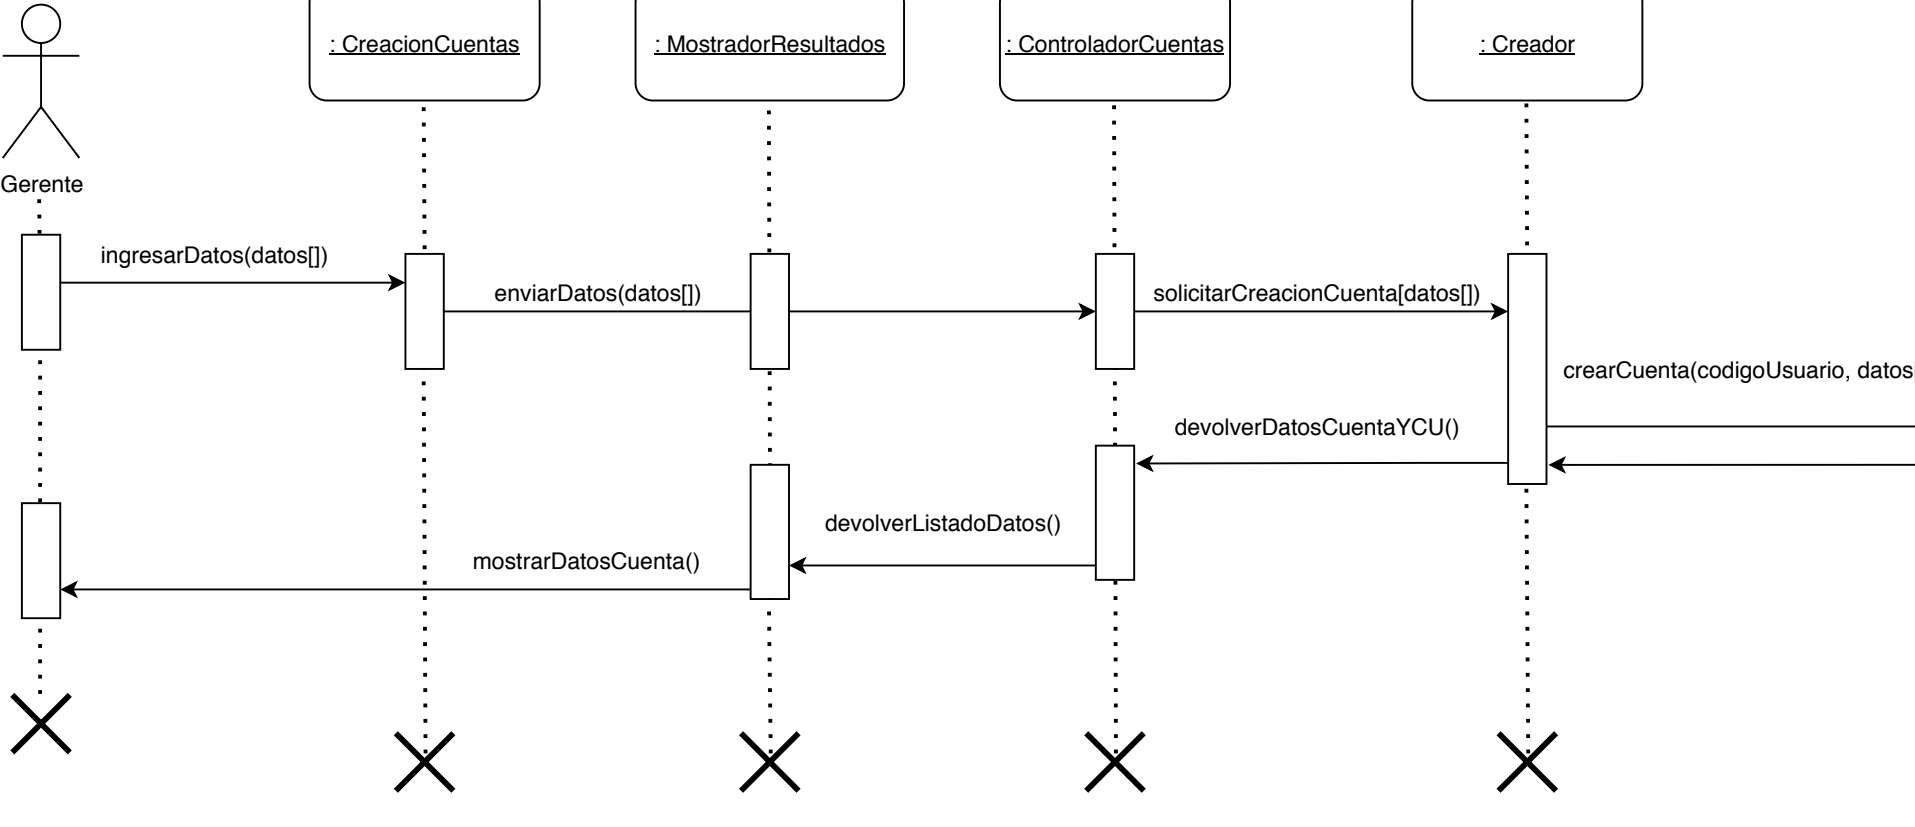 : CreacionCuentas
: MostradorResultados
: ControladorCuentas
: Creador
Gerente
ingresarDatos(datos[])
enviarDatos(datos[])
solicitarCreacionCuenta[datos[])
crearCuenta(codigoUsuario, datos[
devolverDatosCuentaYCU()
devolverListadoDatos()
mostrarDatosCuenta()